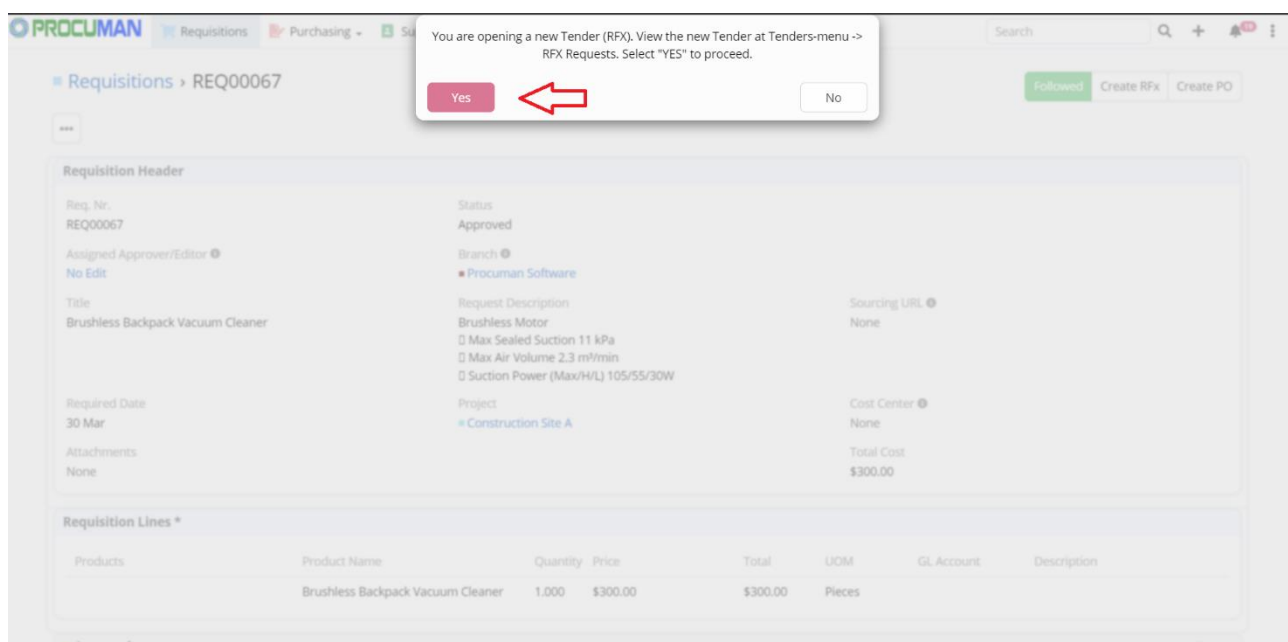 PROCUMAN Requisitions Purchasing Su
You are opening a new Tender (RFX). View the new Tender at Tenders-menu ->
RFX Requests. Select "YES" to proceed.
Search
Yes No
Requisitions › REQ00067
Followed Create RFx Create PO
Requisition Header
Req. Nr. Status
REQ00067 Approved
Assigned Approver/Editor Branch
No Edit Procuman Software
Title Request Description Sourcing URL
Brushless Backpack Vacuum Cleaner Brushless Motor None
Max Sealed Suction 11 kPa
Max Air Volume 2.3 m³/min
Suction Power (Max/H/L) 105/55/30W
Required Date Project Cost Center
30 Mar Construction Site A None
Attachments Total Cost
None $300.00
Requisition Lines *
Products Product Name Quantity Price Total UOM GL Account Description
Brushless Backpack Vacuum Cleaner 1.000 $300.00 $300.00 Pieces